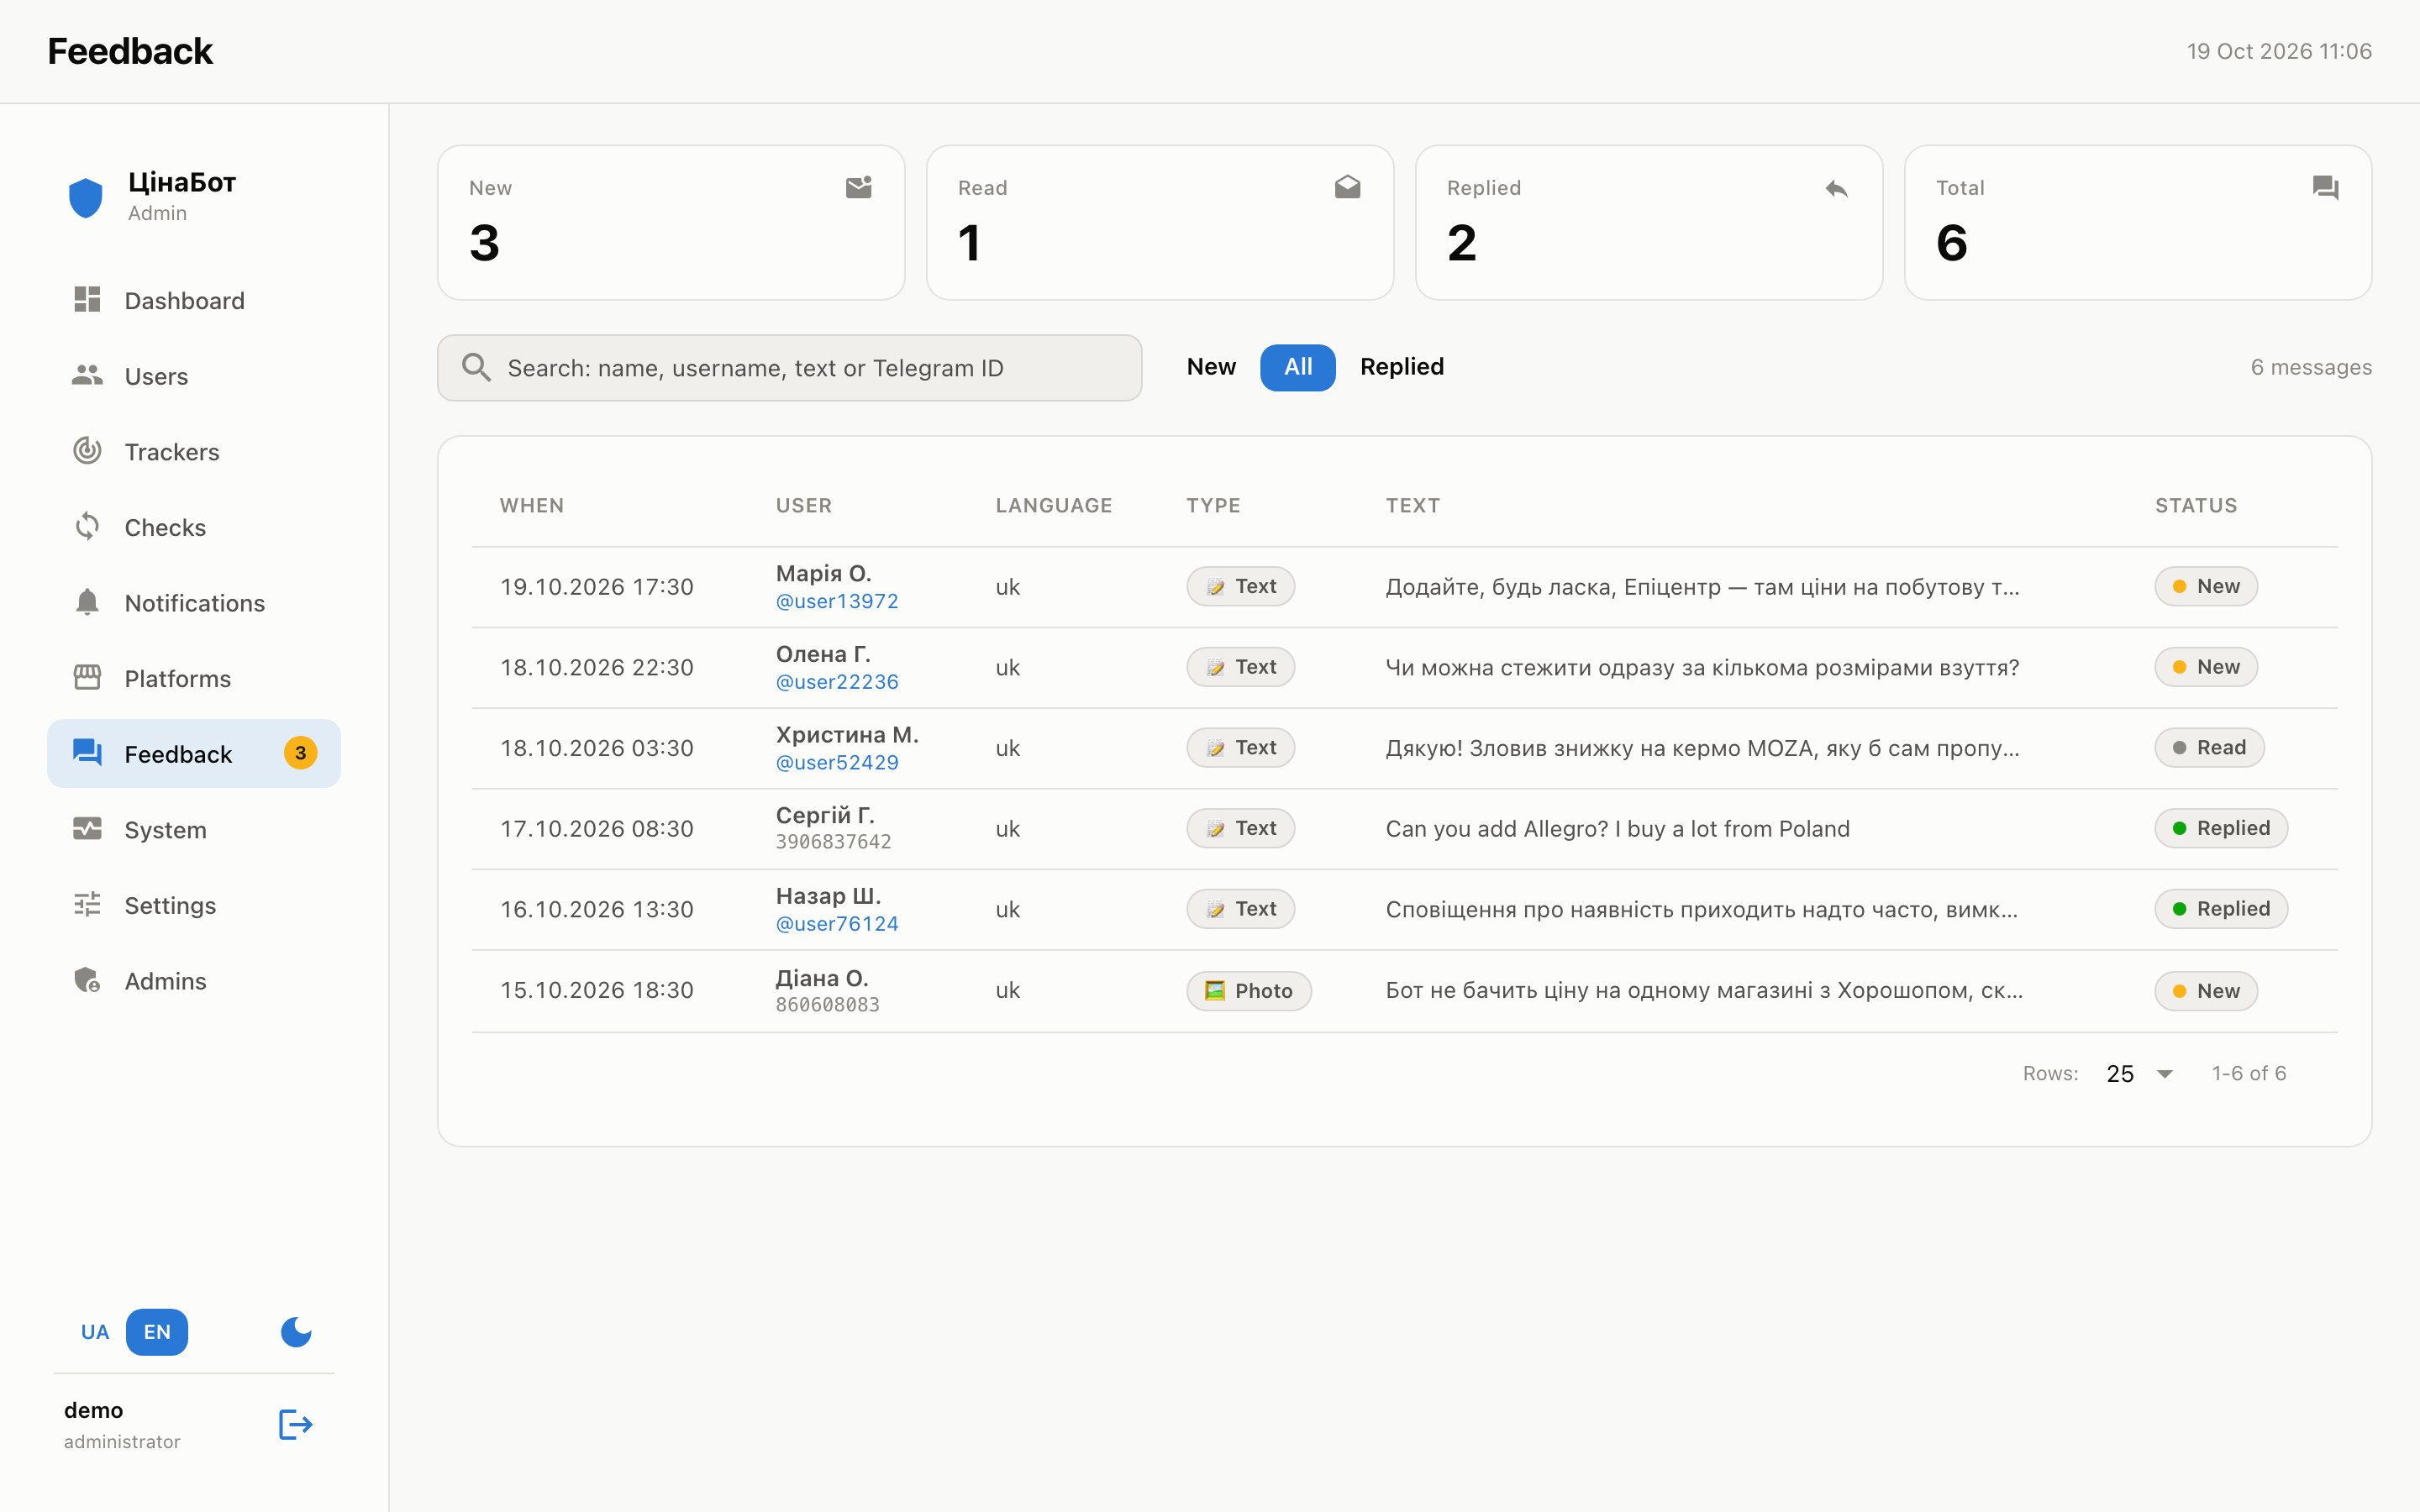 Feedback
19 Oct 2026 11:06
ЦінаБот
Admin
Dashboard
Users
Trackers
Checks
Notifications
Platforms
Feedback 3
System
Settings
Admins
UA EN
demo
administrator
New Read Replied Total
3 1 2 6
Search: name, username, text or Telegram ID New All Replied 6 messages
WHEN USER LANGUAGE TYPE TEXT STATUS
19.10.2026 17:30 Марія О. @user13972 uk Text Додайте, будь ласка, Епіцентр — там ціни на побутову т... New
18.10.2026 22:30 Олена Г. @user22236 uk Text Чи можна стежити одразу за кількома розмірами взуття? New
18.10.2026 03:30 Христина М. @user52429 uk Text Дякую! Зловив знижку на кермо MOZA, яку б сам пропу... Read
17.10.2026 08:30 Сергій Г. 3906837642 uk Text Can you add Allegro? I buy a lot from Poland Replied
16.10.2026 13:30 Назар Ш. @user76124 uk Text Сповіщення про наявність приходить надто часто, вимк... Replied
15.10.2026 18:30 Діана О. 860608083 uk Photo Бот не бачить ціну на одному магазині з Хорошопом, ск... New
Rows: 25 1-6 of 6